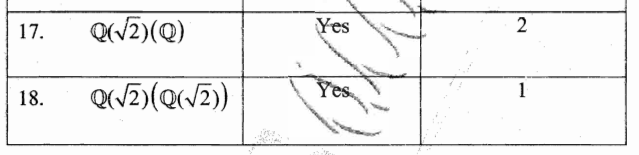 17. ℚ(√2)(ℚ) Yes 2
18. ℚ(√2)(ℚ(√2)) Yes 1